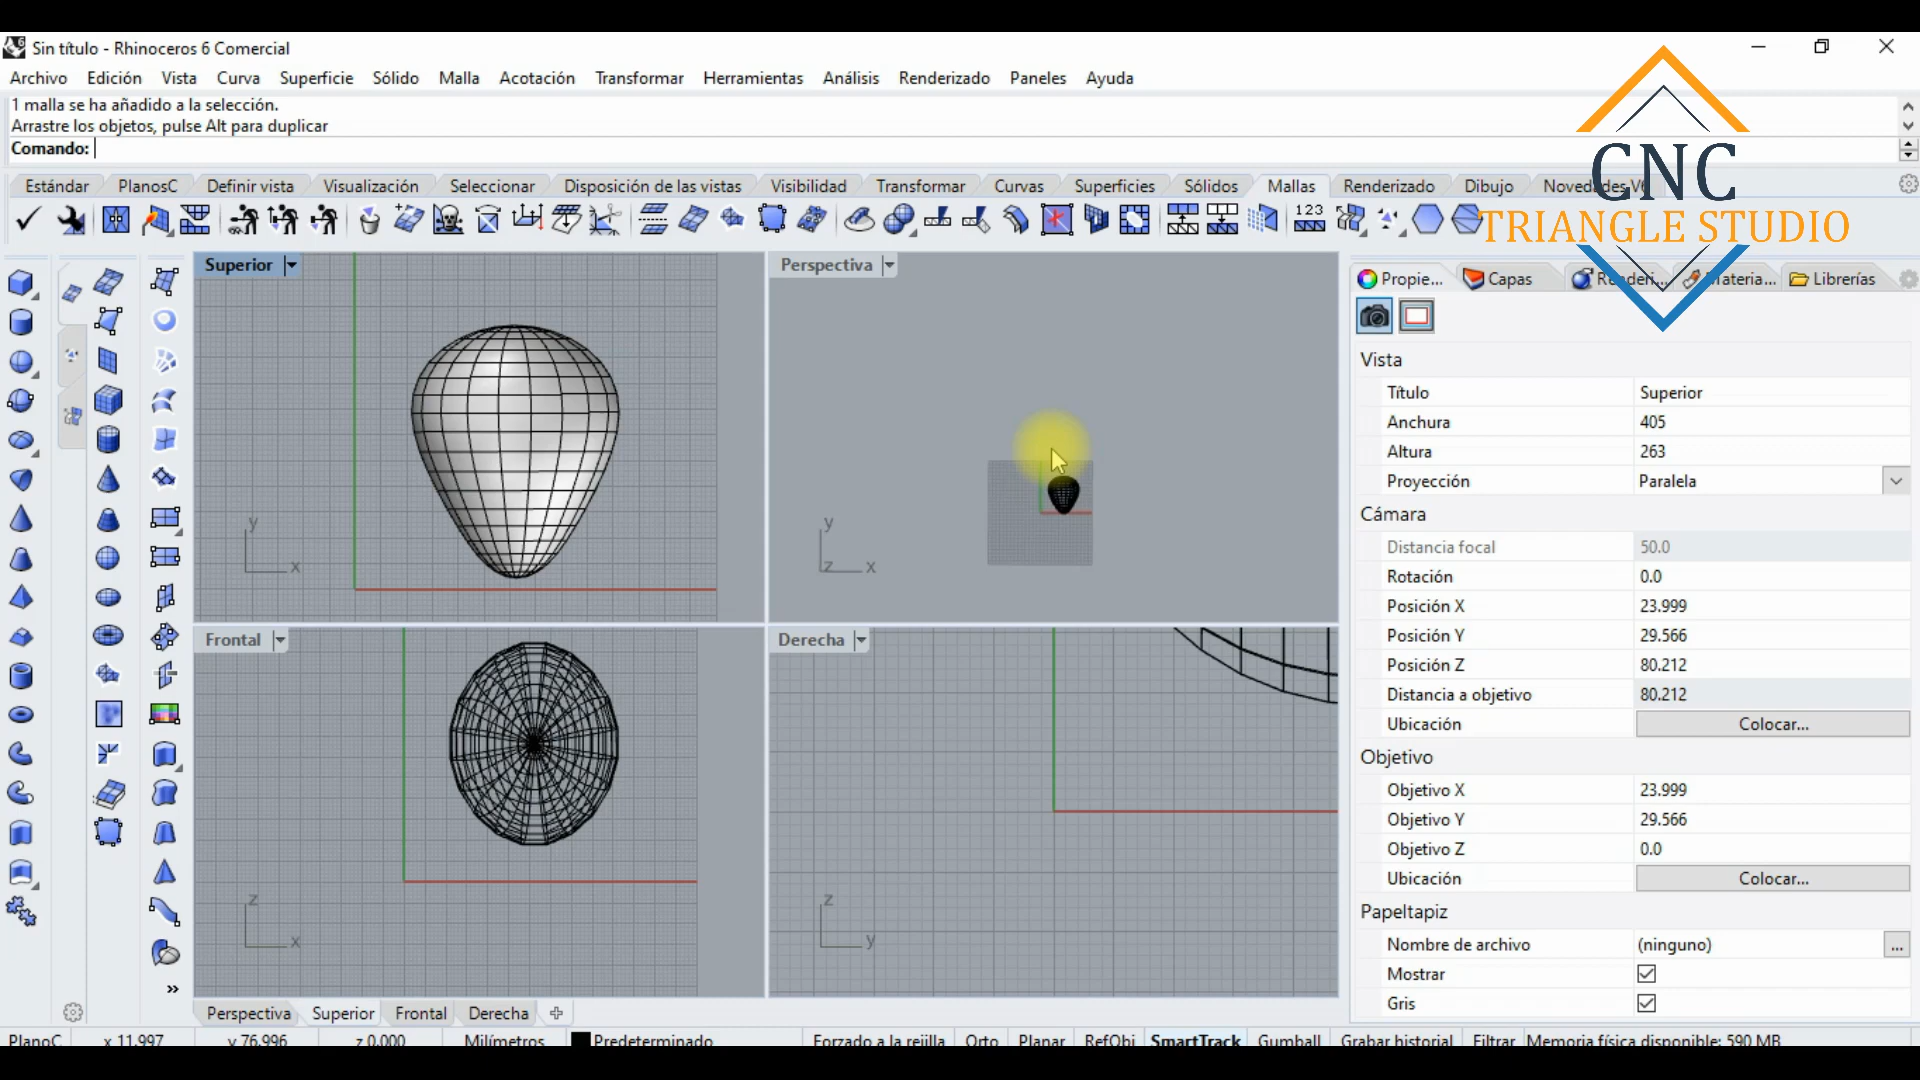 Sin título - Rhinoceros 6 Comercial
Archivo Edición Vista Curva Superficie Sólido Malla Acotación Transformar Herramientas Análisis Renderizado Paneles Ayuda
1 malla se ha añadido a la selección.
Arrastre los objetos, pulse Alt para duplicar
Comando:
CNC
TRIANGLE STUDIO
Estándar PlanosC Definir vista Visualización Seleccionar Disposición de las vistas Visibilidad Transformar Curvas Superficies Sólidos Mallas Renderizado Dibujo Novedades V6
123
Superior
Perspectiva
Propie... Capas Renderi... Materia... Librerías
Vista
Título Superior
Anchura 405
Altura 263
Proyección Paralela
Cámara
Distancia focal 50.0
Rotación 0.0
Posición X 23.999
Posición Y 29.566
Posición Z 80.212
Distancia a objetivo 80.212
Ubicación Colocar...
Objetivo
Objetivo X 23.999
Objetivo Y 29.566
Objetivo Z 0.0
Ubicación Colocar...
Papeltapiz
Nombre de archivo (ninguno) ...
Mostrar
Gris
y
x
y
z x
Frontal
Derecha
z
x
z
y
»
Perspectiva Superior Frontal Derecha
PlanoC x 11.997 y 76.996 z 0.000 Milímetros Predeterminado Forzado a la rejilla Orto Planar RefObj SmartTrack Gumball Grabar historial Filtrar Memoria física disponible: 590 MB